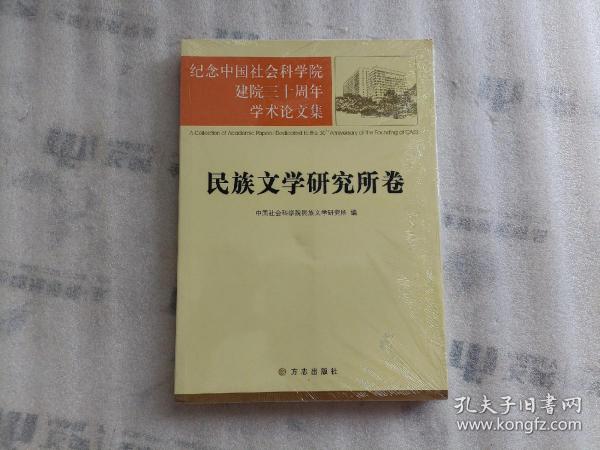 纪念中国社会科学院
建院三十周年
学术论文集
A Collection of Academic Papers Dedicated to the 30th Anniversary of the Founding of CASS
民族文学研究所卷
中国社会科学院民族文学研究所 编
方志出版社
孔夫子旧书网
www.kongfz.com